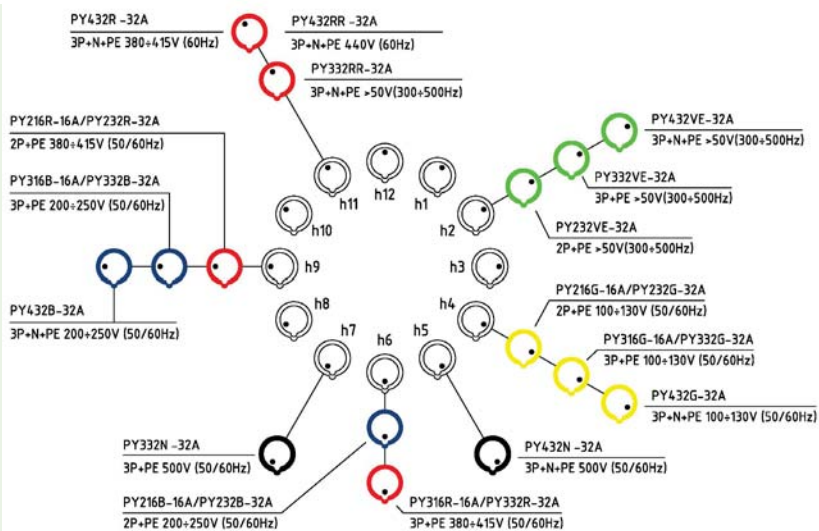 PY432R -32A
3P+N+PE 380÷415V (60Hz)
PY432RR -32A
3P+N+PE 440V (60Hz)
PY332RR-32A
3P+N+PE >50V(300÷500Hz)
PY216R-16A/PY232R-32A
2P+PE 380÷415V (50/60Hz)
PY316B-16A/PY332B-32A
3P+PE 200÷250V (50/60Hz)
PY432B-32A
3P+N+PE 200÷250V (50/60Hz)
PY432VE-32A
3P+N+PE >50V(300÷500Hz)
PY332VE-32A
3P+PE >50V(300÷500Hz)
PY232VE-32A
2P+PE >50V(300÷500Hz)
h11
h12
h1
h10
h2
h9
h3
h8
h4
h7
h6
h5
PY216G-16A/PY232G-32A
2P+PE 100÷130V (50/60Hz)
PY316G-16A/PY332G-32A
3P+PE 100÷130V (50/60Hz)
PY432G-32A
3P+N+PE 100÷130V (50/60Hz)
PY332N -32A
3P+PE 500V (50/60Hz)
PY432N -32A
3P+N+PE 500V (50/60Hz)
PY216B-16A/PY232B-32A
2P+PE 200÷250V (50/60Hz)
PY316R-16A/PY332R-32A
3P+PE 380÷415V (50/60Hz)